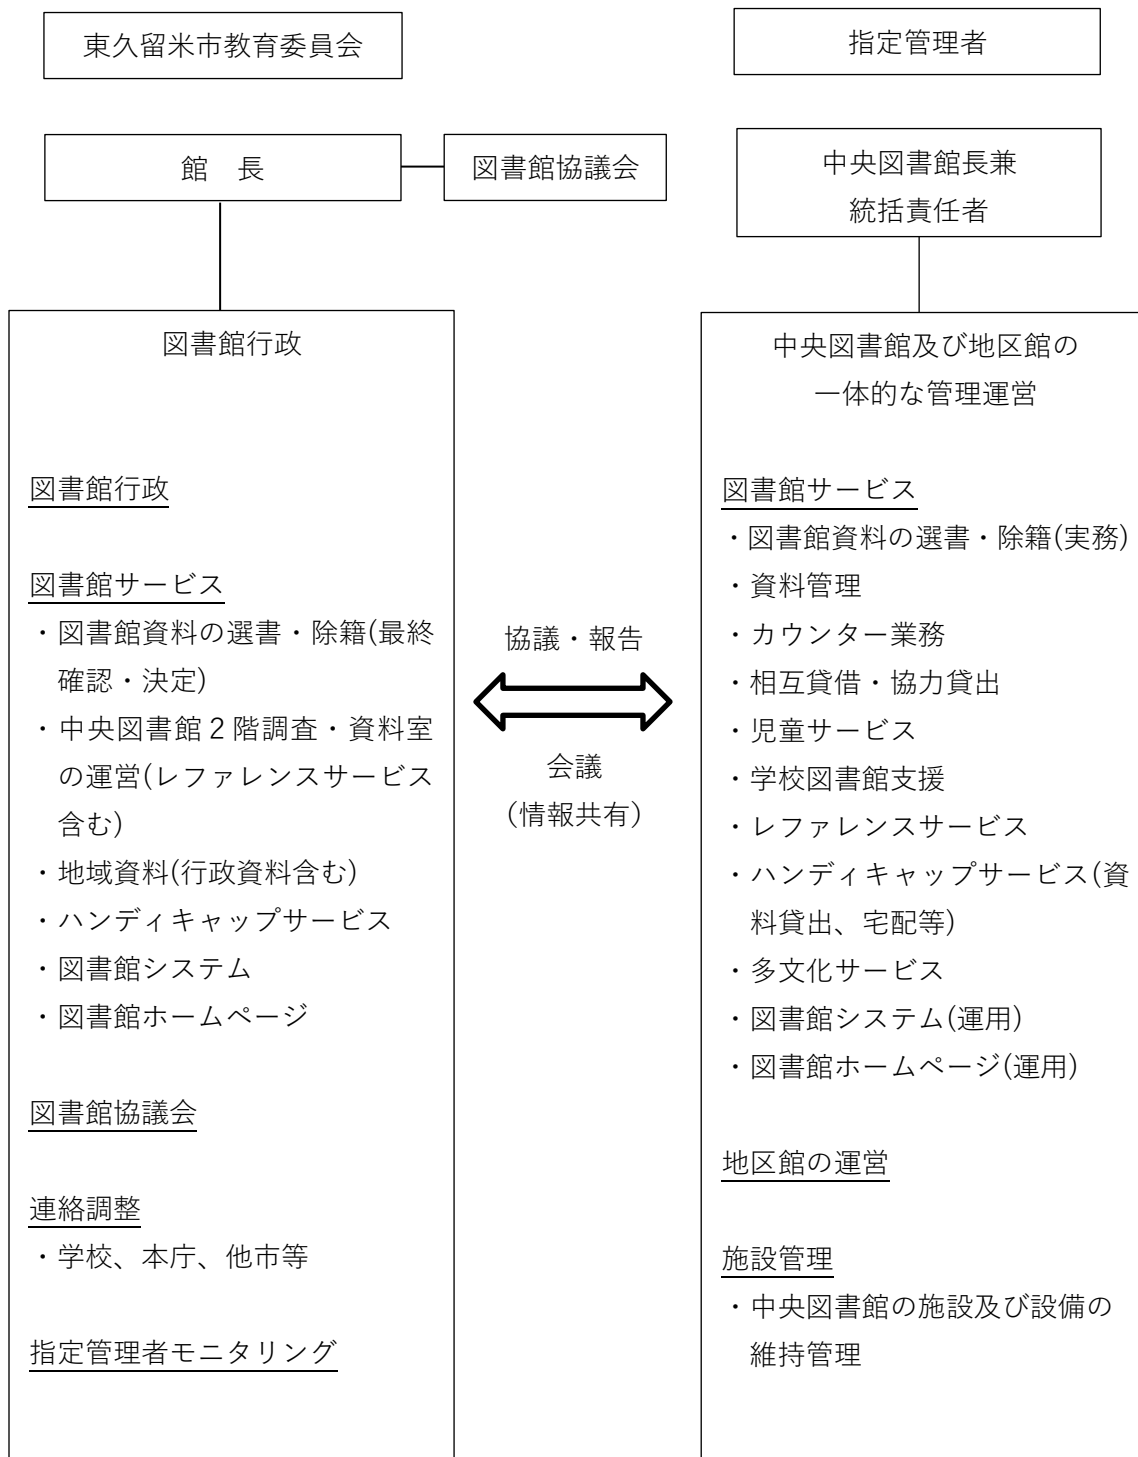 東久留米市教育委員会
指定管理者
館　長
図書館協議会
中央図書館長兼
統括責任者
図書館行政
図書館行政
図書館サービス
・図書館資料の選書・除籍(最終
確認・決定)
・中央図書館２階調査・資料室
の運営(レファレンスサービス
含む)
・地域資料(行政資料含む)
・ハンディキャップサービス
・図書館システム
・図書館ホームページ
図書館協議会
連絡調整
・学校、本庁、他市等
指定管理者モニタリング
協議・報告
会議
(情報共有)
中央図書館及び地区館の
一体的な管理運営
図書館サービス
・図書館資料の選書・除籍(実務)
・資料管理
・カウンター業務
・相互貸借・協力貸出
・児童サービス
・学校図書館支援
・レファレンスサービス
・ハンディキャップサービス(資
料貸出、宅配等)
・多文化サービス
・図書館システム(運用)
・図書館ホームページ(運用)
地区館の運営
施設管理
・中央図書館の施設及び設備の
維持管理